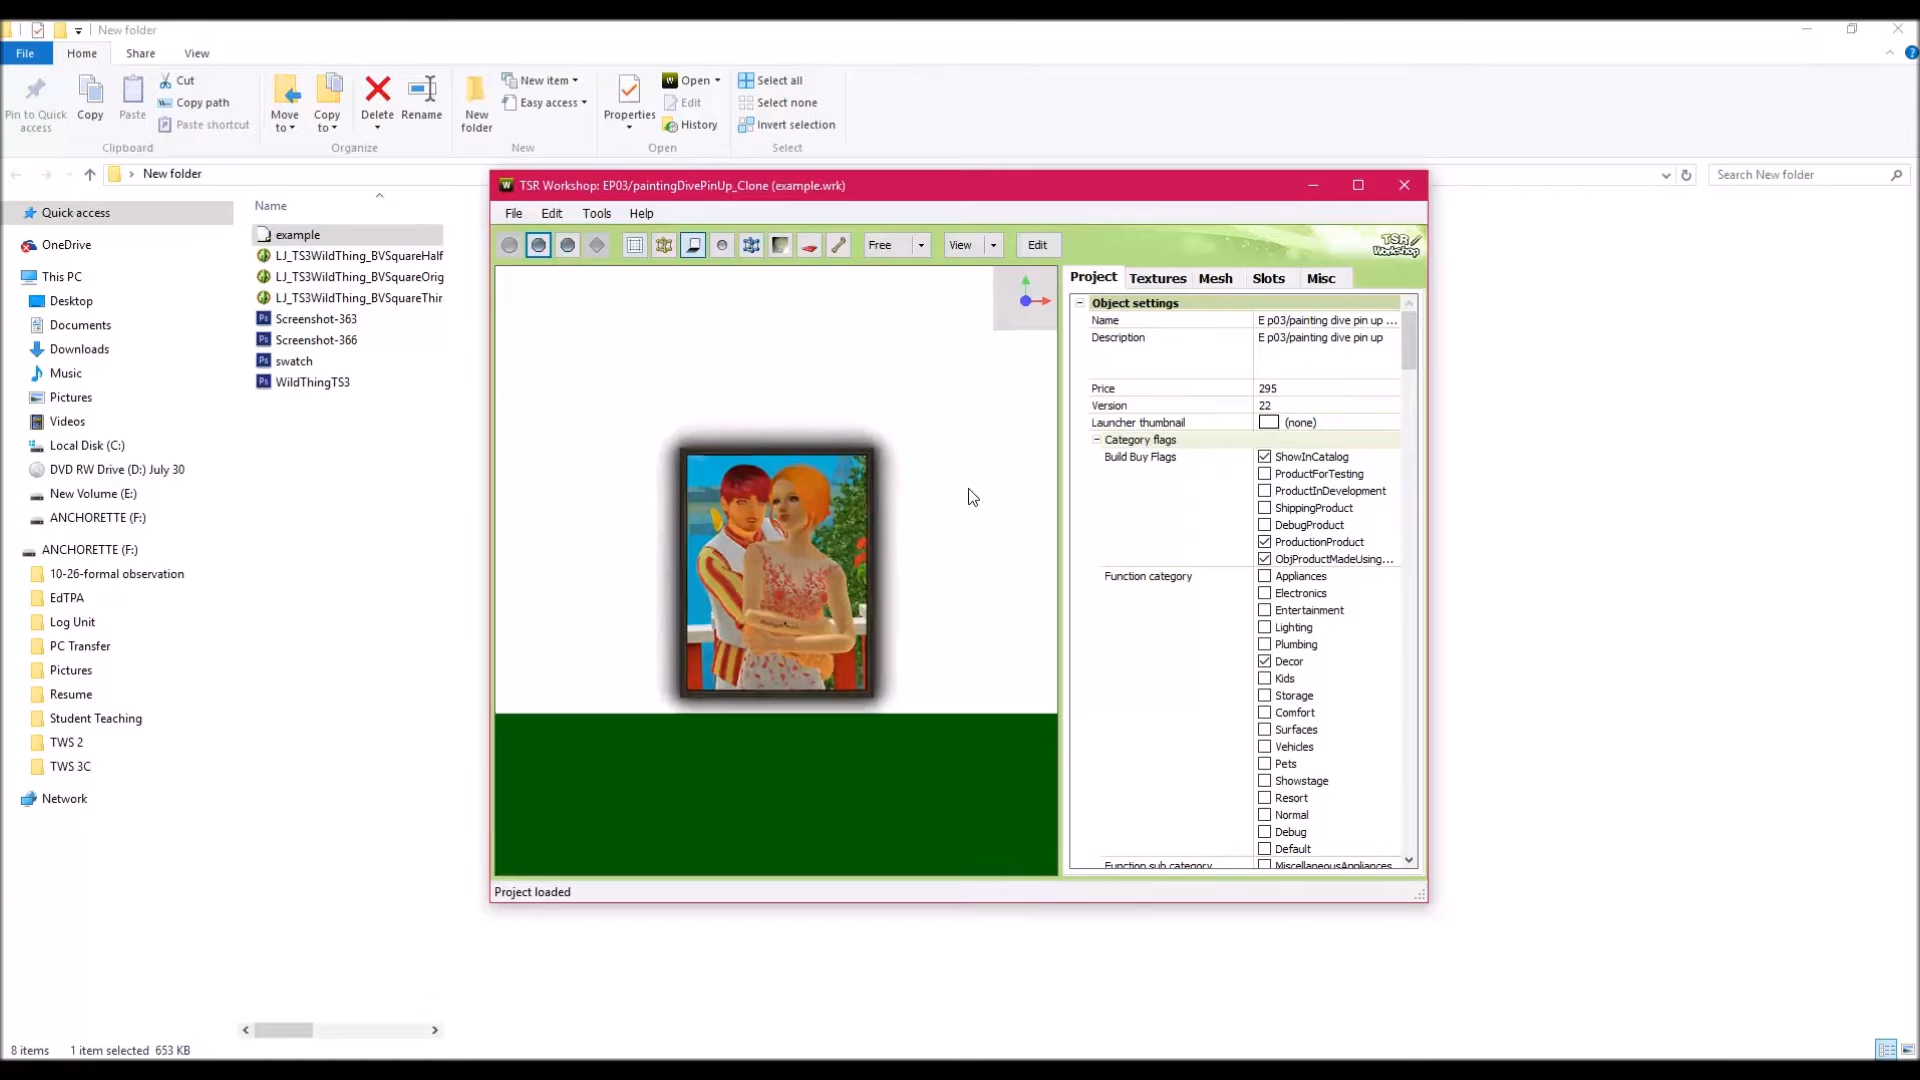 New folder
File
Home
Share
View
Pin to Quick access
Copy
Paste
Cut
Copy path
Paste shortcut
Clipboard
Move to
Copy to
Delete
Rename
Organize
New folder
New item
Easy access
New
Properties
Open
Edit
History
Open
Select all
Select none
Invert selection
Select
New folder
Search New folder
Quick access
OneDrive
This PC
Desktop
Documents
Downloads
Music
Pictures
Videos
Local Disk (C:)
DVD RW Drive (D:) July 30
New Volume (E:)
ANCHORETTE (F:)
ANCHORETTE (F:)
10-26-formal observation
EdTPA
Log Unit
PC Transfer
Pictures
Resume
Student Teaching
TWS 2
TWS 3C
Network
Name
example
LJ_TS3WildThing_BVSquareHalf
LJ_TS3WildThing_BVSquareOrig
LJ_TS3WildThing_BVSquareThir
Screenshot-363
Screenshot-366
swatch
WildThingTS3
TSR Workshop: EP03/paintingDivePinUp_Clone (example.wrk)
File Edit Tools Help
Free
View
Edit
TSR Workshop
Project Textures Mesh Slots Misc
Object settings
Name E p03/painting dive pin up ...
Description E p03/painting dive pin up
Price 295
Version 22
Launcher thumbnail (none)
Category flags
Build Buy Flags ShowInCatalog
ProductForTesting
ProductInDevelopment
ShippingProduct
DebugProduct
ProductionProduct
ObjProductMadeUsing...
Function category Appliances
Electronics
Entertainment
Lighting
Plumbing
Decor
Kids
Storage
Comfort
Surfaces
Vehicles
Pets
Showstage
Resort
Normal
Debug
Default
Function sub category MiscellaneousAppliances
Project loaded
8 items 1 item selected 653 KB